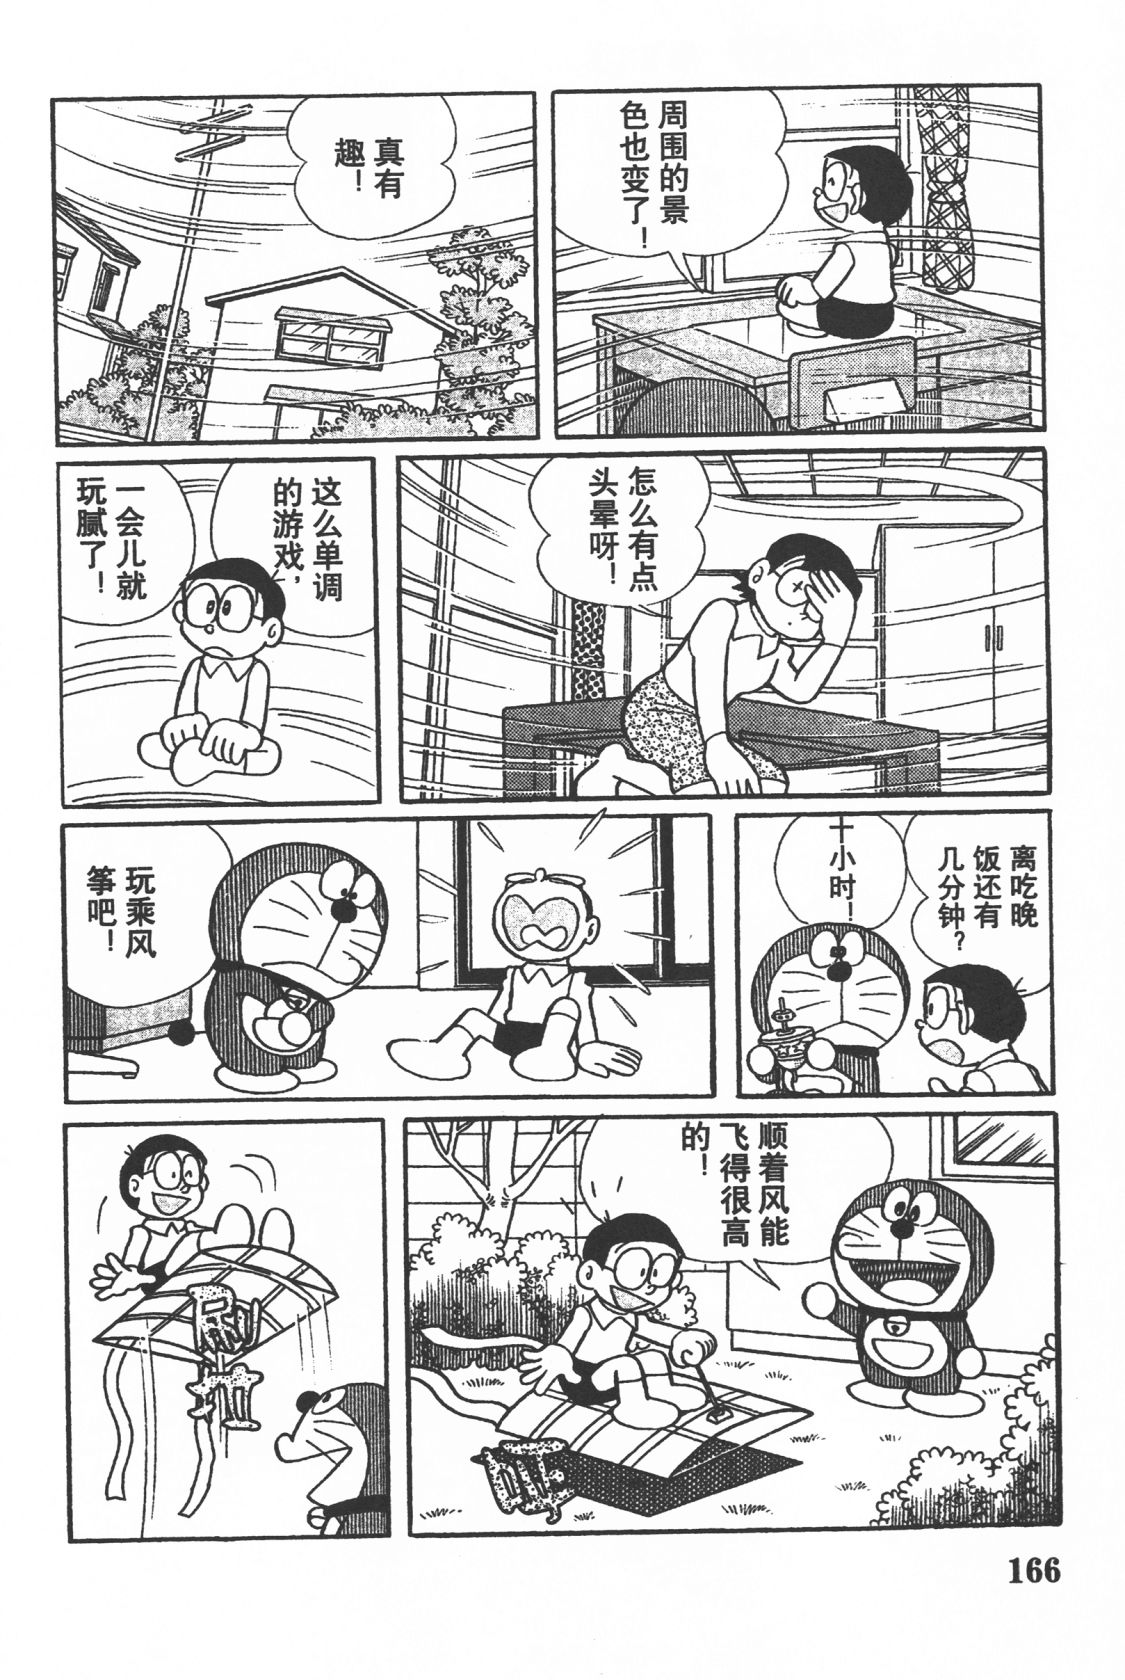 周围的景
色也变了！
真有
趣！
怎么有点
头晕呀！
这么单调
的游戏，
一会儿就
玩腻了！
离吃晚
饭还有
几分钟？
十小时！
玩乘风
筝吧！
顺着风能
飞得很高
的！
166